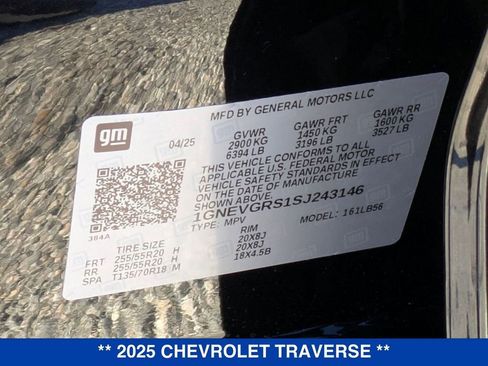 gm
MFD BY GENERAL MOTORS LLC
04/25
GVWR GAWR FRT GAWR RR
2900 KG 1450 KG 1600 KG
6394 LB 3196 LB 3527 LB
THIS VEHICLE CONFORMS TO ALL
APPLICABLE U.S. FEDERAL MOTOR
VEHICLE SAFETY STANDARDS IN EFFECT
ON THE DATE OF MANUFACTURE
SHOWN ABOVE.
1GNEVGRS1SJ243146
TYPE: MPV MODEL: 1LB56
384A
TIRE SIZE RIM
FRT 255/55R20 H 20X8J
RR 255/55R20 H 20X8J
SPA T135/70R18 M 18X4.5B
** 2025 CHEVROLET TRAVERSE **